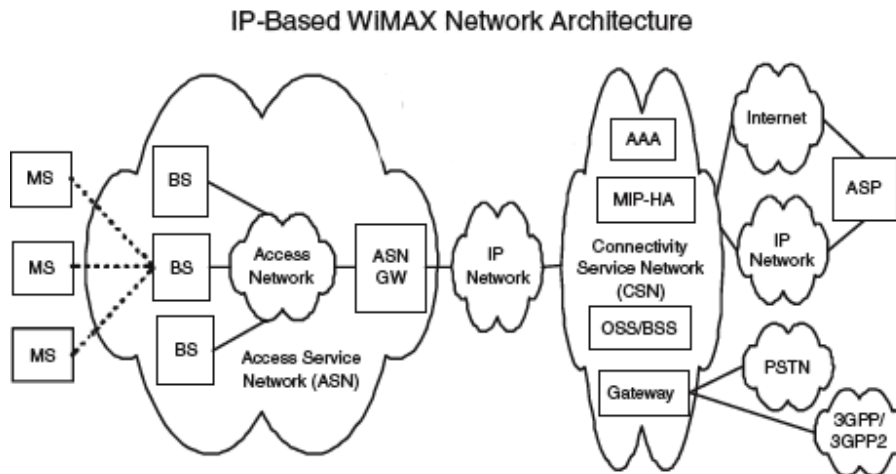 IP-Based WiMAX Network Architecture
MS
MS
MS
BS
BS
BS
Access
Network
ASN
GW
Access Service
Network (ASN)
IP
Network
AAA
MIP-HA
Connectivity
Service Network
(CSN)
OSS/BSS
Gateway
Internet
IP
Network
ASP
PSTN
3GPP/
3GPP2